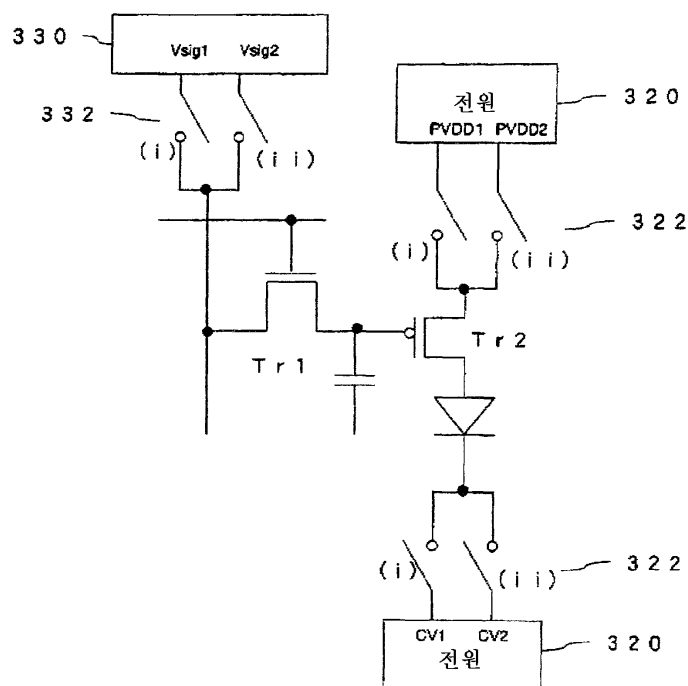 330
Vsig1 Vsig2
332
(i) (ii)
전원
PVDD1 PVDD2
320
322
(i) (ii)
Tr1
Tr2
(i) (ii)
322
CV1 CV2
전원
320